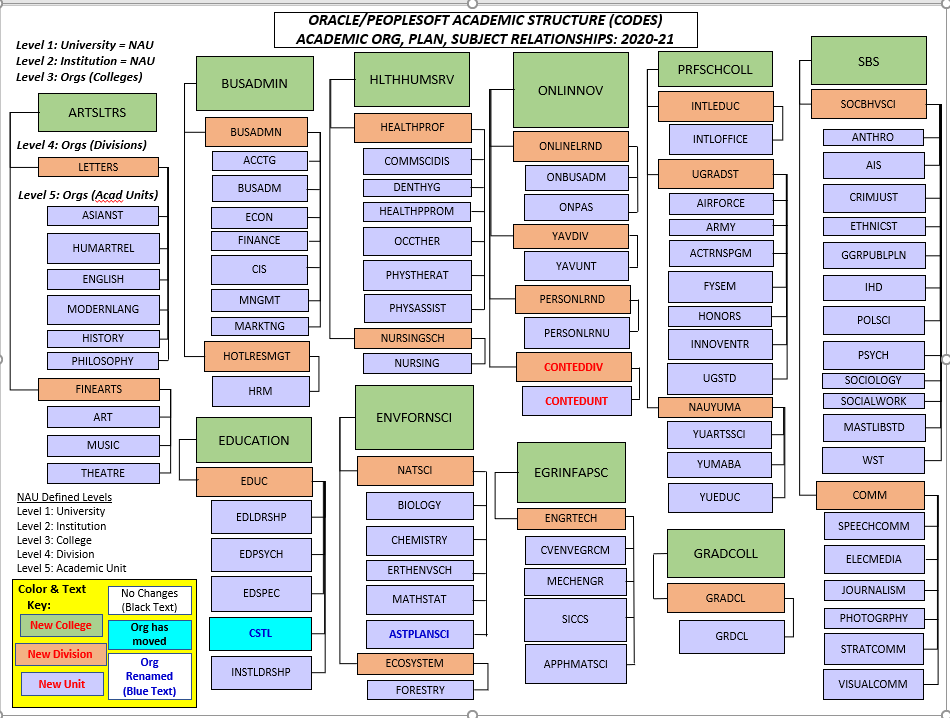 ORACLE/PEOPLESOFT ACADEMIC STRUCTURE (CODES)
ACADEMIC ORG, PLAN, SUBJECT RELATIONSHIPS: 2020-21
Level 1: University = NAU
Level 2: Institution = NAU
Level 3: Orgs (Colleges)
ARTSLTRS
Level 4: Orgs (Divisions)
LETTERS
Level 5: Orgs (Acad Units)
ASIANST
HUMARTREL
ENGLISH
MODERNLANG
HISTORY
PHILOSOPHY
FINEARTS
ART
MUSIC
THEATRE
NAU Defined Levels
Level 1: University
Level 2: Institution
Level 3: College
Level 4: Division
Level 5: Academic Unit
Color & Text
Key:
New College
New Division
New Unit
No Changes
(Black Text)
Org has
moved
Org
Renamed
(Blue Text)
BUSADMIN
BUSADMN
ACCTG
BUSADM
ECON
FINANCE
CIS
MNGMT
MARKTNG
HOTLRESMGT
HRM
EDUCATION
EDUC
EDLDRSHP
EDPSYCH
EDSPEC
CSTL
INSTLDRSHP
HLTHHUMSRV
HEALTHPROF
COMMSCIDIS
DENTHYG
HEALTHPPROM
OCCTHER
PHYSTHERAT
PHYSASSIST
NURSINGSCH
NURSING
ENVFORNSCI
NATSCI
BIOLOGY
CHEMISTRY
ERTHENVSCH
MATHSTAT
ASTPLANSCI
ECOSYSTEM
FORESTRY
ONLINNOV
ONLINELRND
ONBUSADM
ONPAS
YAVDIV
YAVUNT
PERSONLRND
PERSONLRNU
CONTEDDIV
CONTEDUNT
EGRINFAPSC
ENGRTECH
CVENVEGRCM
MECHENGR
SICCS
APPHMATSCI
PRFSCHCOLL
INTLEDUC
INTLOFFICE
UGRADST
AIRFORCE
ARMY
ACTRNSPGM
FYSEM
HONORS
INNOVENTR
UGSTD
NAUYUMA
YUARTSSCI
YUMABA
YUEDUC
GRADCOLL
GRADCL
GRDCL
SBS
SOCBHVSCI
ANTHRO
AIS
CRIMJUST
ETHNICST
GGRPUBLPLN
IHD
POLSCI
PSYCH
SOCIOLOGY
SOCIALWORK
MASTLIBSTD
WST
COMM
SPEECHCOMM
ELECMEDIA
JOURNALISM
PHOTOGRPHY
STRATCOMM
VISUALCOMM